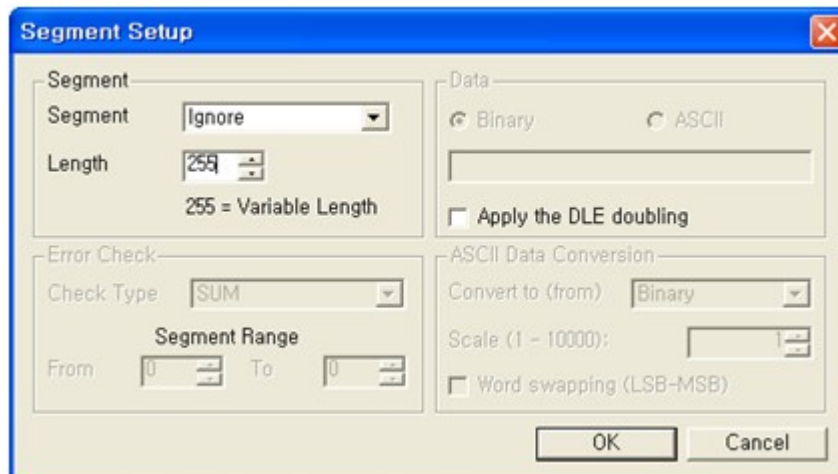 Segment Setup
Segment
Segment
Ignore
Length
255
255 = Variable Length
Data
Binary
ASCII
Apply the DLE doubling
Error Check
Check Type
SUM
Segment Range
From
0
To
0
ASCII Data Conversion
Convert to (from)
Binary
Scale (1 - 10000):
1
Word swapping (LSB-MSB)
OK
Cancel